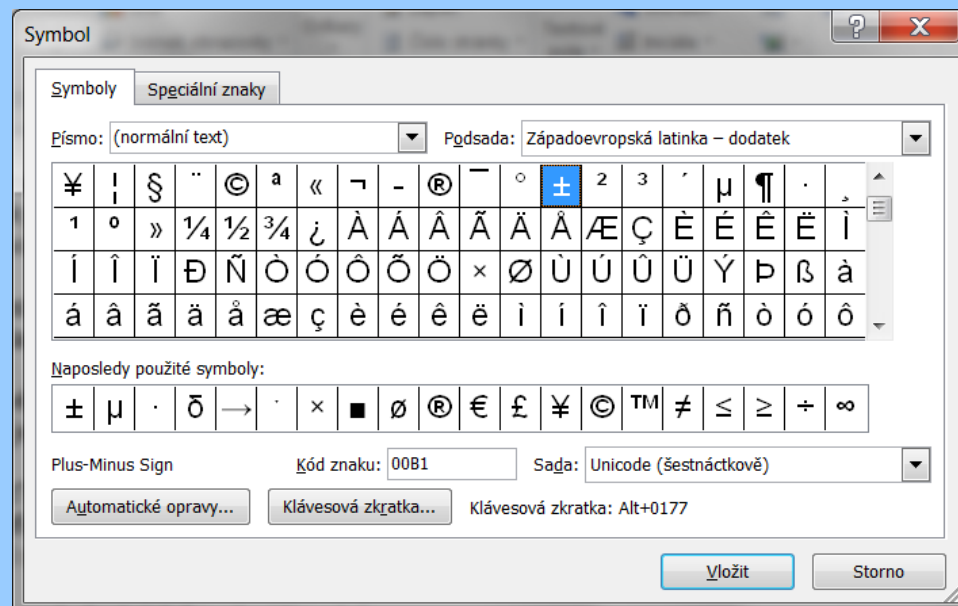 Symbol
Symboly Speciální znaky
Písmo: (normální text) Podsada: Západoevropská latinka – dodatek
¥ ¦ § ¨ © ª « ¬ - ® ¯ ° ± ² ³ ´ µ ¶ · ¸
¹ º » ¼ ½ ¾ ¿ À Á Â Ã Ä Å Æ Ç È É Ê Ë Ì
Í Î Ï Ð Ñ Ò Ó Ô Õ Ö × Ø Ù Ú Û Ü Ý Þ ß à
á â ã ä å æ ç è é ê ë ì í î ï ð ñ ò ó ô
Naposledy použité symboly:
± µ · δ → ˙ × ■ ø ® € £ ¥ © ™ ≠ ≤ ≥ ÷ ∞
Plus-Minus Sign Kód znaku: 00B1 Sada: Unicode (šestnáctkově)
Automatické opravy... Klávesová zkratka... Klávesová zkratka: Alt+0177
Vložit Storno